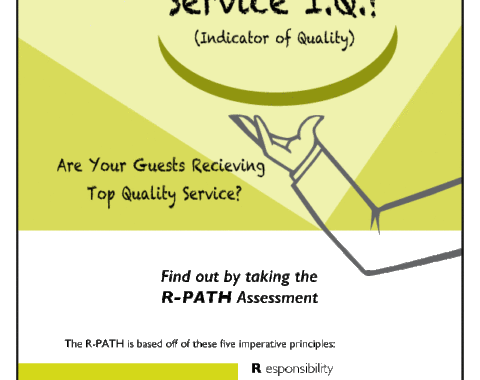 Service I.Q.?
(Indicator of Quality)
Are Your Guests Recieving
Top Quality Service?
Find out by taking the
R-PATH Assessment
The R-PATH is based off of these five imperative principles:
R esponsibility